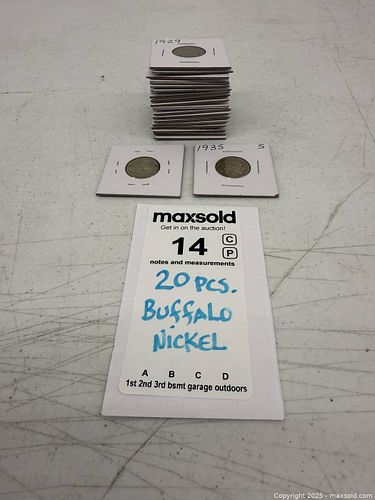 1929
1935 S
maxsold
Get in on the auction!
14
C
P
notes and measurements
20 PCS.
BUFFALO
NICKEL
A B C D
1st 2nd 3rd bsmt garage outdoors
Copyright 2025 - maxsold.com